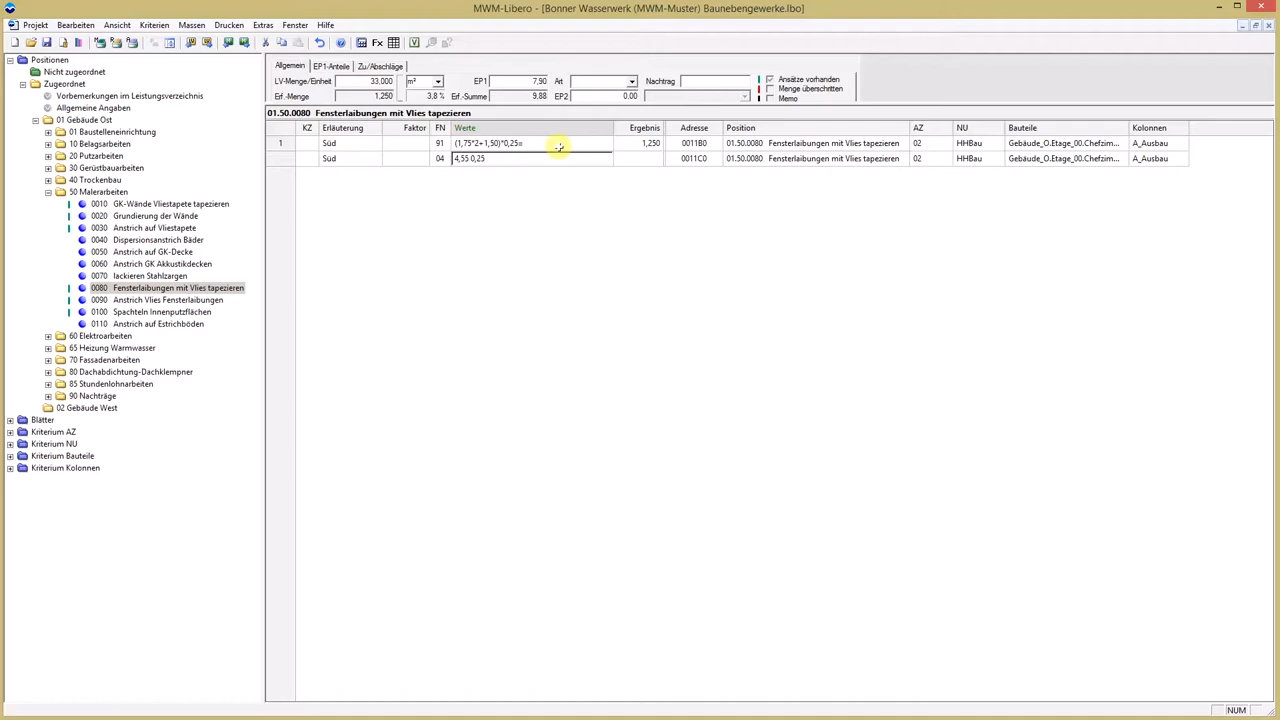 MWM-Libero - [Bonner Wasserwerk (MWM-Muster) Baunebengewerke.lbo]
Projekt Bearbeiten Ansicht Kriterien Massen Drucken Extras Fenster Hilfe
Fx
Positionen
Nicht zugeordnet
Zugeordnet
Vorbemerkungen im Leistungsverzeichnis
Allgemeine Angaben
01 Gebäude Ost
01 Baustelleneinrichtung
10 Belagsarbeiten
20 Putzarbeiten
30 Gerüstbauarbeiten
40 Trockenbau
50 Malerarbeiten
0010 GK-Wände Vliestapete tapezieren
0020 Grundierung der Wände
0030 Anstrich auf Vliestapete
0040 Dispersionsanstrich Bäder
0050 Anstrich auf GK-Decke
0060 Anstrich GK Akkustikdecken
0070 lackieren Stahlzargen
0080 Fensterlaibungen mit Vlies tapezieren
0090 Anstrich Vlies Fensterlaibungen
0100 Spachteln Innenputzflächen
0110 Anstrich auf Estrichböden
60 Elektroarbeiten
65 Heizung Warmwasser
70 Fassadenarbeiten
80 Dachabdichtung-Dachklempner
85 Stundenlohnarbeiten
90 Nachträge
02 Gebäude West
Blätter
Kriterium AZ
Kriterium NU
Kriterium Bauteile
Kriterium Kolonnen
Allgemein EP1-Anteile Zu/Abschläge
LV-Menge/Einheit 33,000 m² EP1 7,90 Art Nachtrag Ansätze vorhanden
Menge überschritten
Erf.-Menge 1,250 3,8 % Erf.-Summe 9,88 EP2 0,00 Memo
01.50.0080 Fensterlaibungen mit Vlies tapezieren
KZ Erläuterung Faktor FN Werte Ergebnis Adresse Position AZ NU Bauteile Kolonnen
1 Süd 91 (1,75*2+1,50)*0,25= 1,250 0011B0 01.50.0080 Fensterlaibungen mit Vlies tapezieren 02 HHBau Gebäude_O.Etage_00.Chefzim... A_Ausbau
Süd 04 4,55 0,25 0011C0 01.50.0080 Fensterlaibungen mit Vlies tapezieren 02 HHBau Gebäude_O.Etage_00.Chefzim... A_Ausbau
NUM